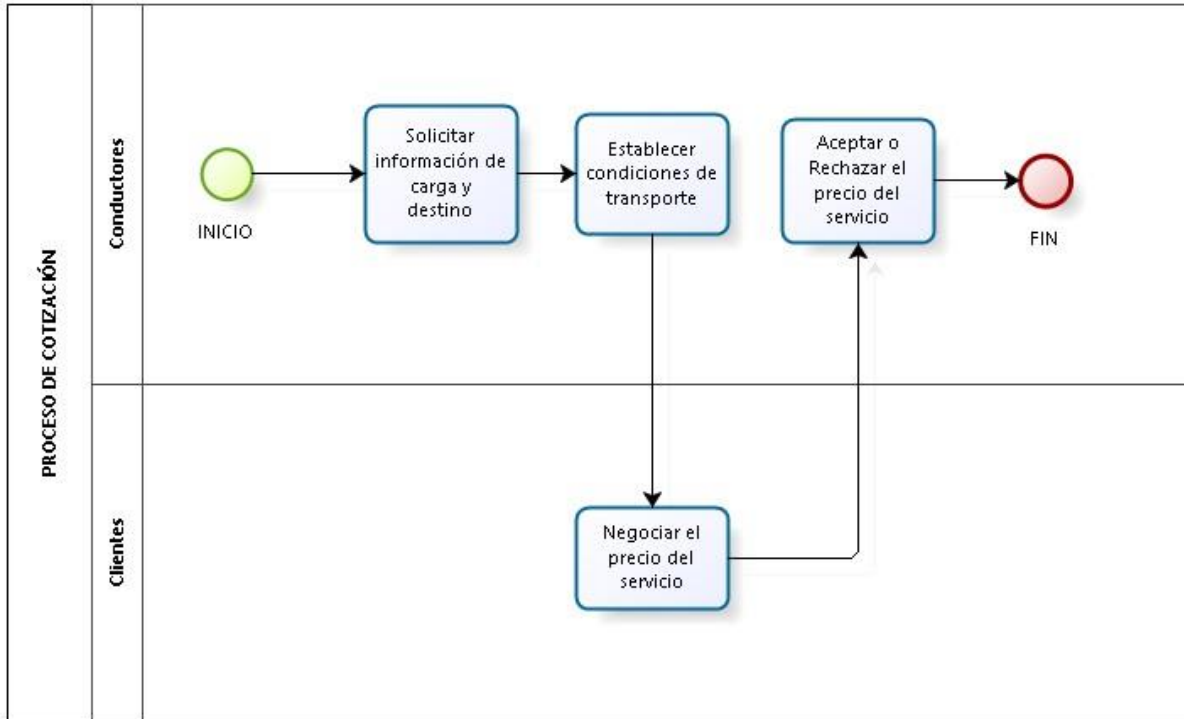 PROCESO DE COTIZACIÓN
Conductores
INICIO
Solicitar
información de
carga y
destino
Establecer
condiciones de
transporte
Aceptar o
Rechazar el
precio del
servicio
FIN
Clientes
Negociar el
precio del
servicio